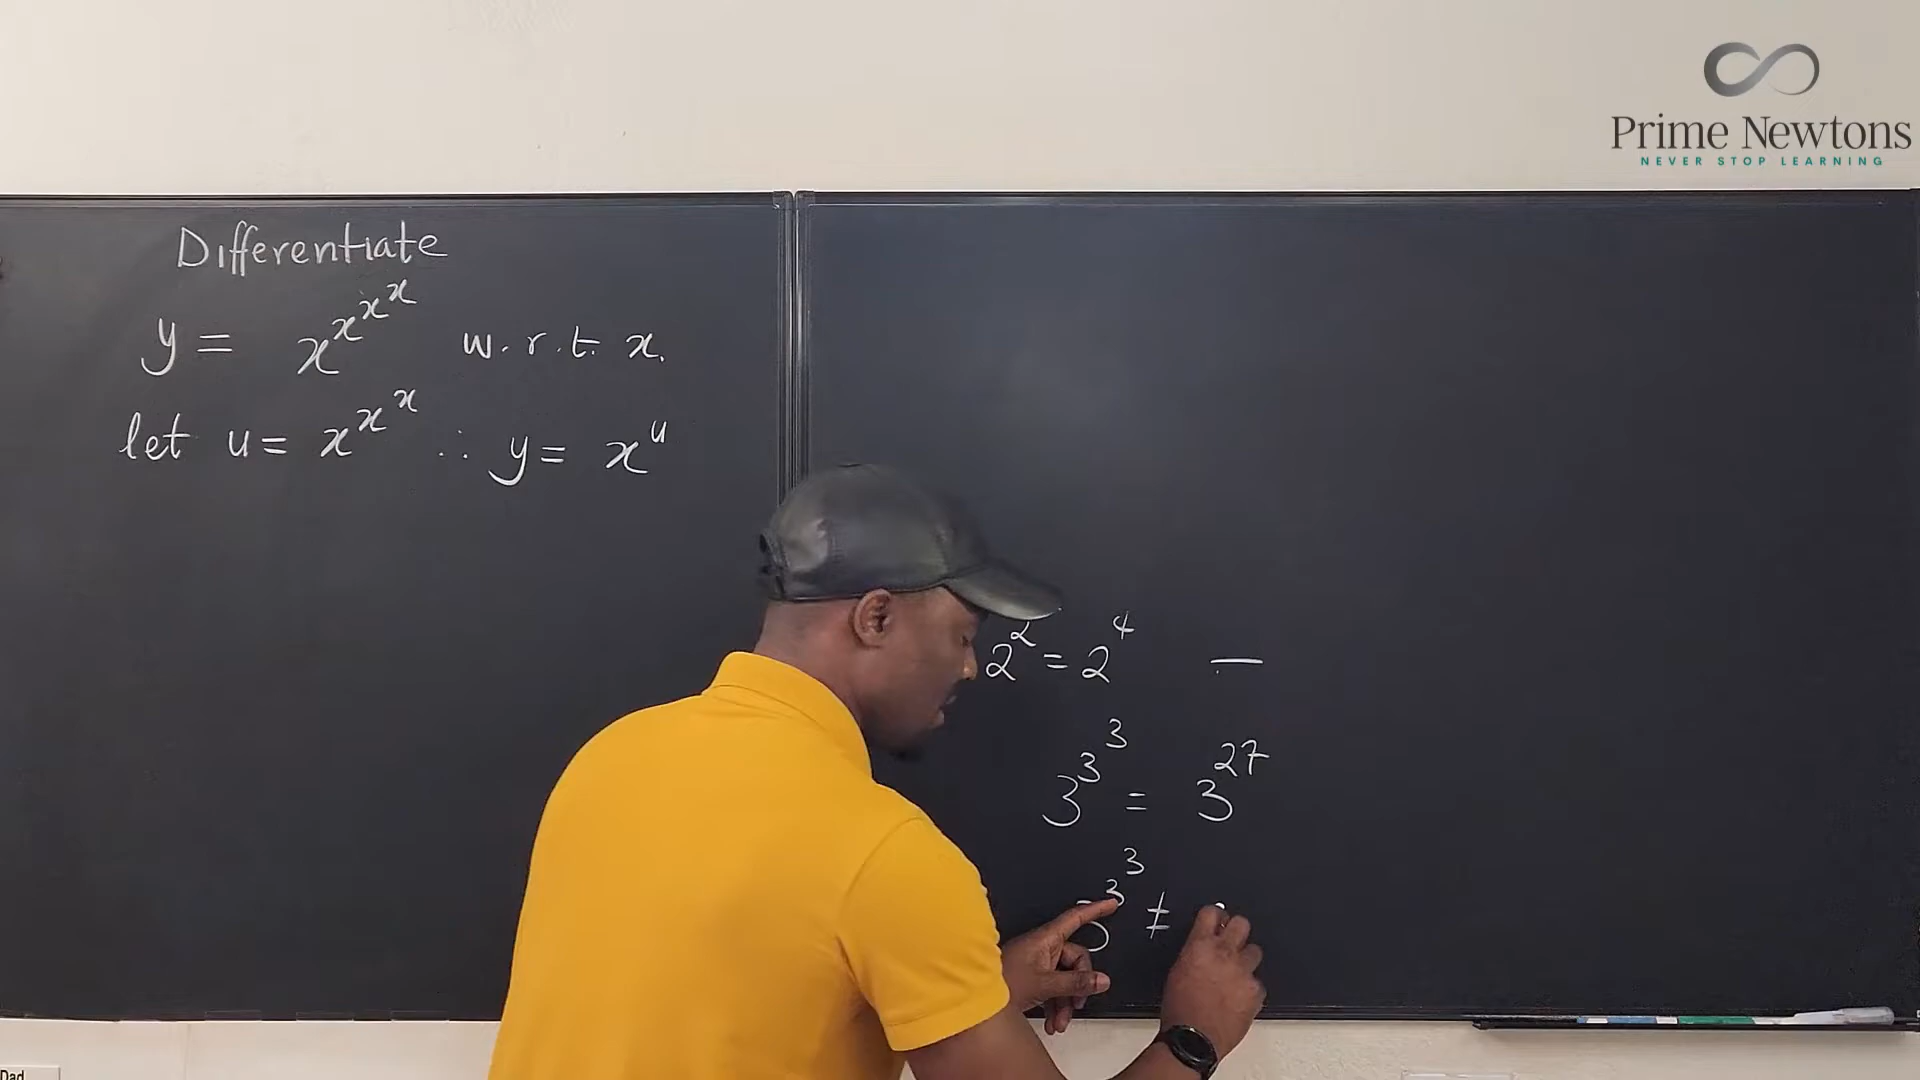 Prime Newtons
NEVER STOP LEARNING
Differentiate
y = x^x^x^x w.r.t. x.
let u = x^x^x ∴ y = x^u
2^2 = 2^4 —
3^3^3 = 3^27
3^3^3 ≠
Dad